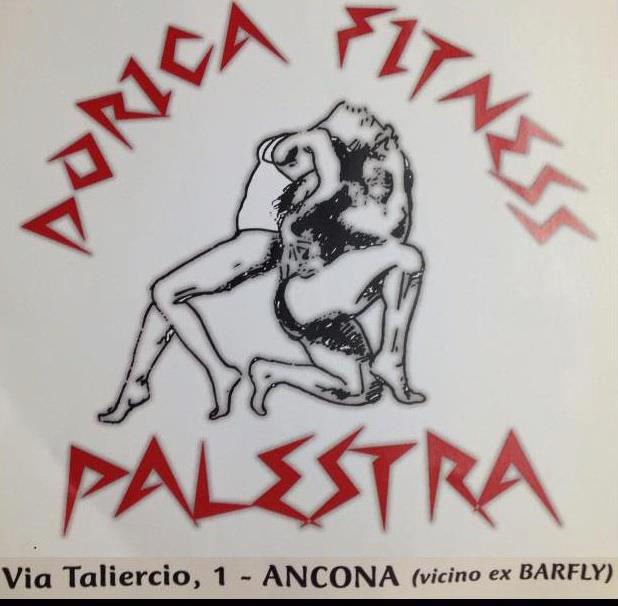 DORICA FITNESS
PALESTRA
Via Taliercio, 1 - ANCONA (vicino ex BARFLY)